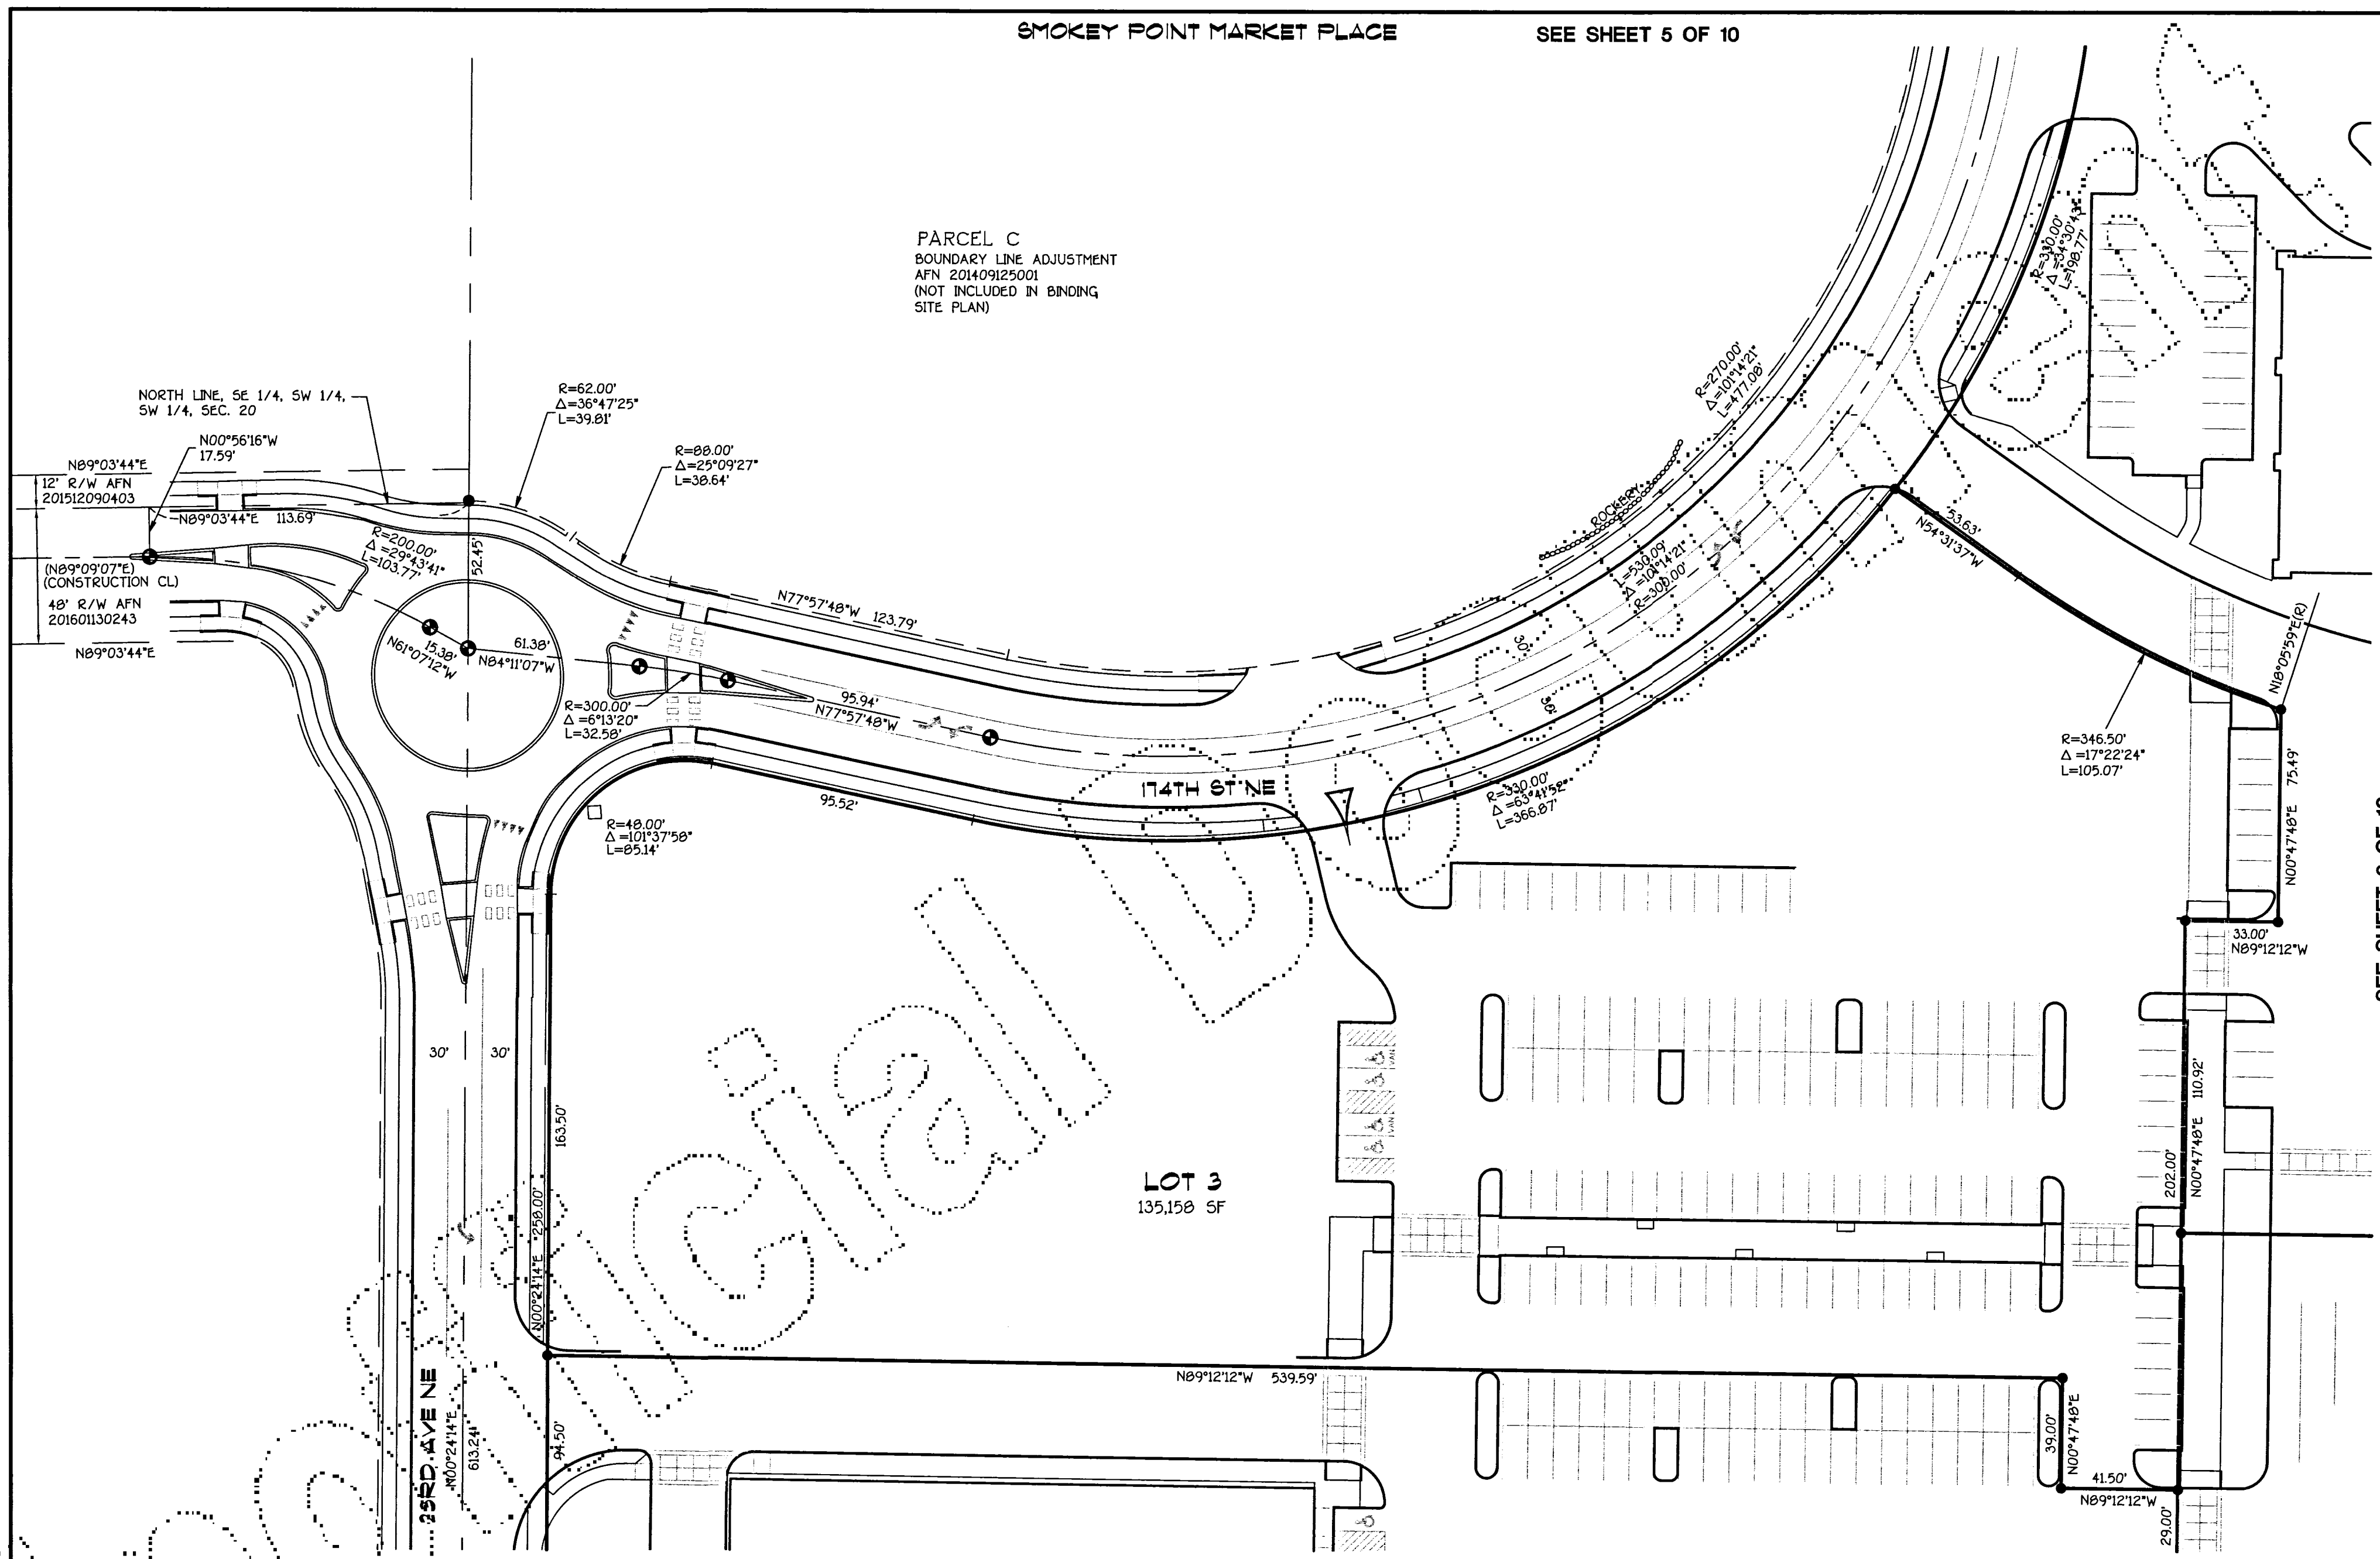 SMOKEY POINT MARKET PLACE
SEE SHEET 5 OF 10
PARCEL C
BOUNDARY LINE ADJUSTMENT
AFN 201409125001
(NOT INCLUDED IN BINDING
SITE PLAN)
NORTH LINE, SE 1/4, SW 1/4,
SW 1/4, SEC. 20
N00°56'16"W
17.59'
N89°03'44"E
12' R/W AFN
201512090403
N89°03'44"E 113.69'
(N89°09'07"E)
(CONSTRUCTION CL)
48' R/W AFN
201601130243
N89°03'44"E
R=62.00'
Δ=36°47'25"
L=39.81'
R=88.00'
Δ=25°09'27"
L=38.64'
R=200.00'
Δ=29°43'41"
L=103.77'
52.45'
15.38'
N61°07'12"W
61.38'
N84°11'07"W
R=300.00'
Δ=6°13'20"
L=32.58'
N77°57'48"W 123.79'
95.94'
N77°57'48"W
95.52'
R=48.00'
Δ=101°37'58"
L=85.14'
174TH ST NE
R=270.00'
Δ=101°14'21"
L=477.08'
ROCKERY
L=530.09'
Δ=101°14'21"
R=300.00'
30'
30'
R=330.00'
Δ=63°41'52"
L=366.87'
R=330.00'
Δ=34°30'43"
L=198.77'
53.63'
N54°31'37"W
N18°05'59"E(R)
R=346.50'
Δ=17°22'24"
L=105.07'
N00°47'48"E 75.49'
33.00'
N89°12'12"W
SEE SHEET
30'
30'
163.50'
N00°24'14"E 258.00'
LOT 3
135,158 SF
VAN
VAN
202.00'
N00°47'48"E 110.92'
N89°12'12"W 539.59'
23RD AVE NE
N00°24'14"E
613.24'
94.50'
39.00'
N00°47'48"E
41.50'
N89°12'12"W
29.00'